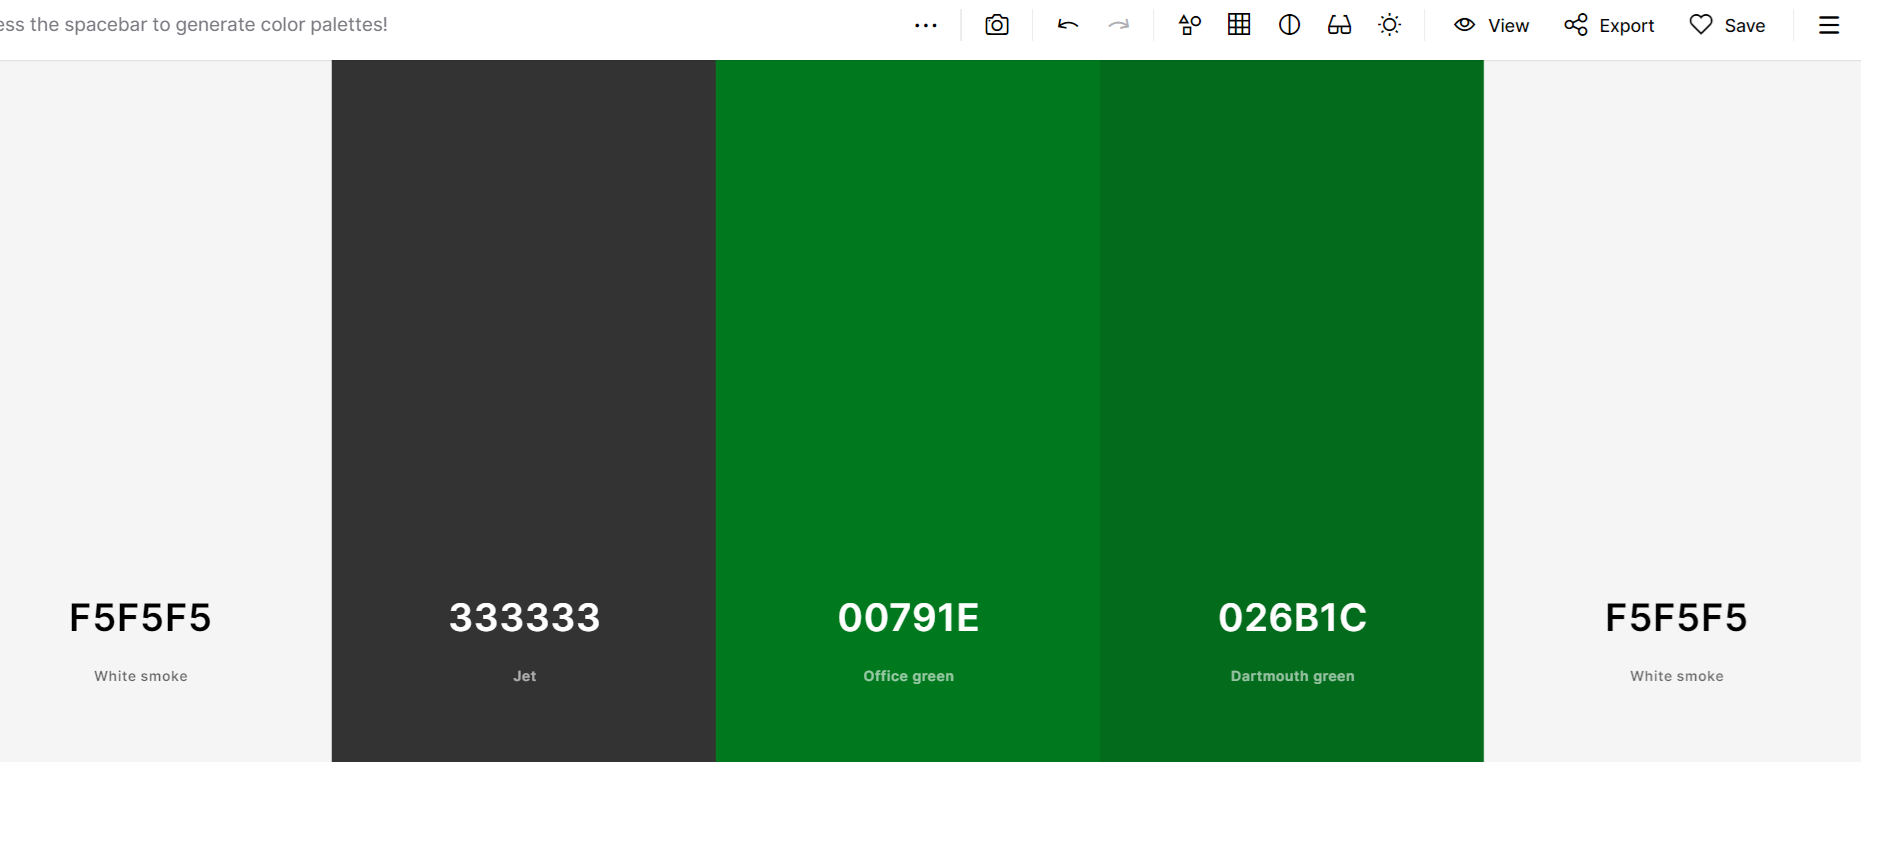 ess the spacebar to generate color palettes!
View
Export
Save
F5F5F5
White smoke
333333
Jet
00791E
Office green
026B1C
Dartmouth green
F5F5F5
White smoke